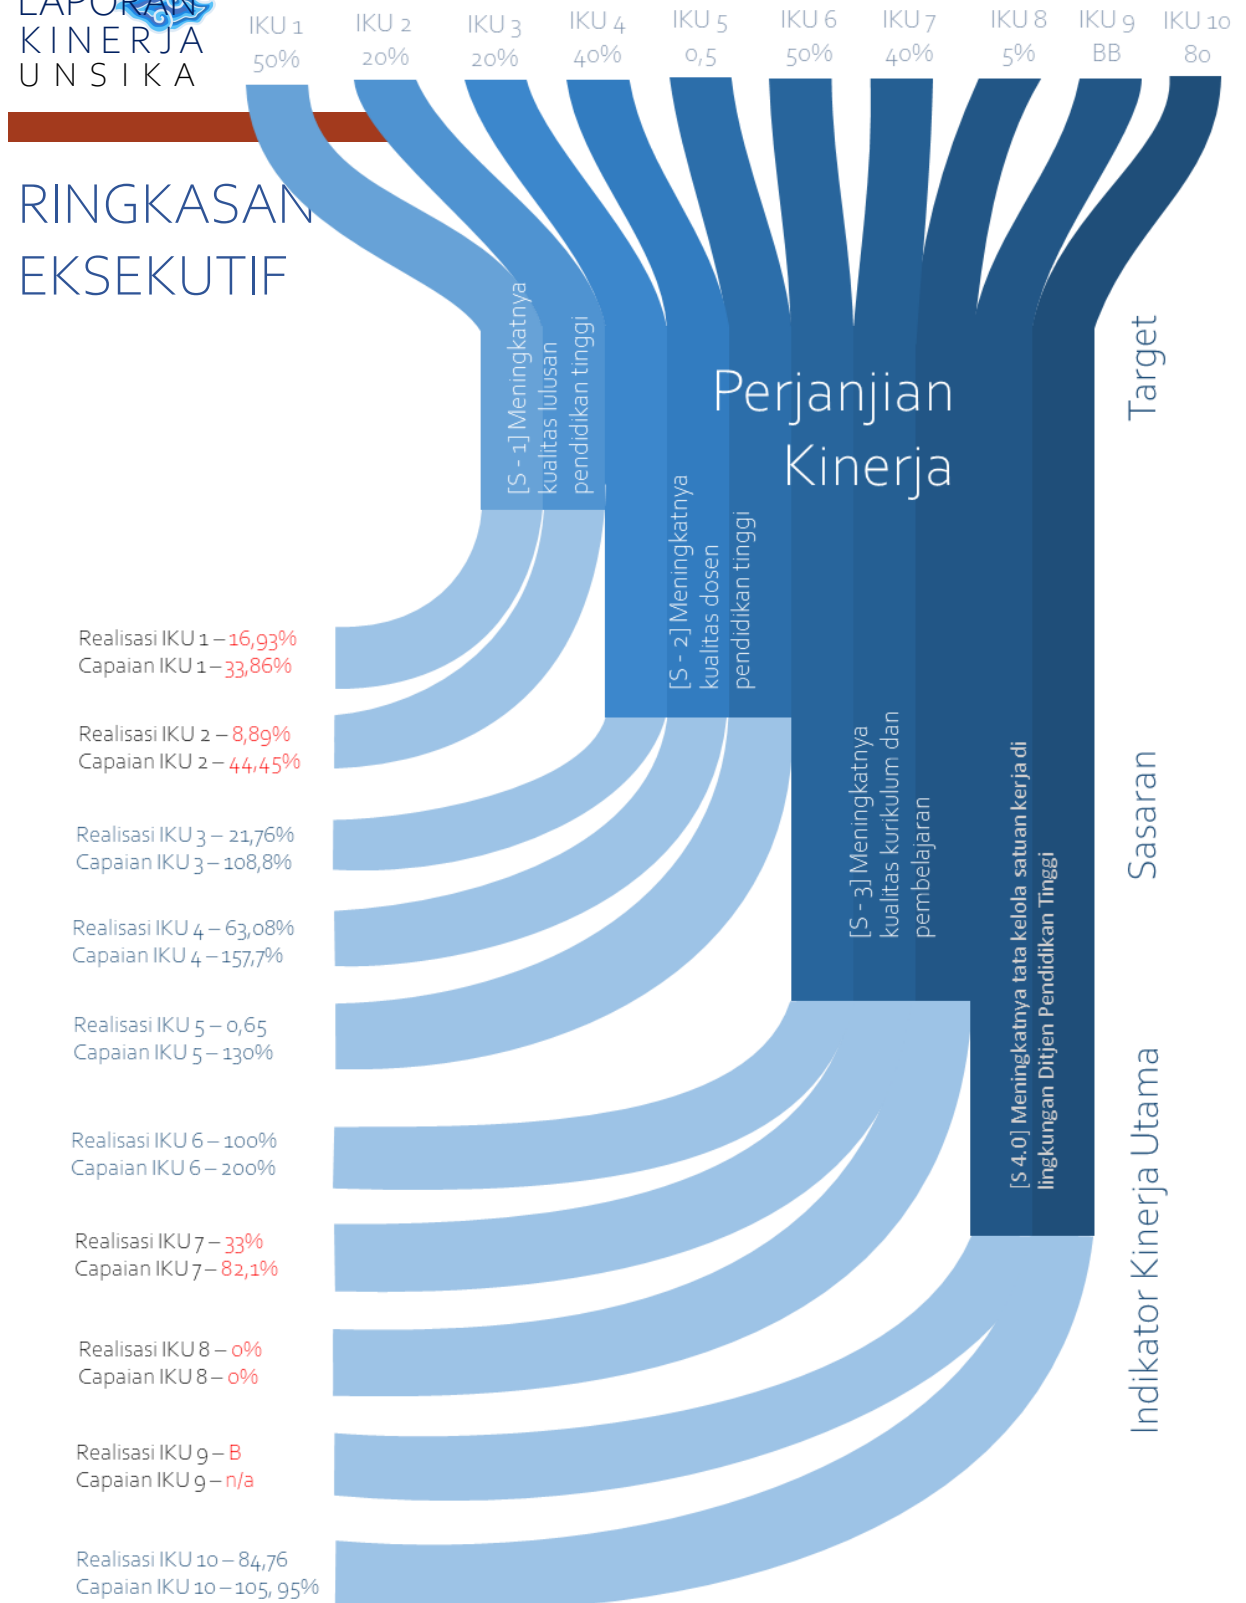 LAPORAN
KINERJA
UNSIKA
IKU 1
50%
IKU 2
20%
IKU 3
20%
IKU 4
40%
IKU 5
0,5
IKU 6
50%
IKU 7
40%
IKU 8
5%
IKU 9
BB
IKU 10
80
RINGKASAN
EKSEKUTIF
Target
Perjanjian
Kinerja
[S - 1] Meningkatnya
kualitas lulusan
pendidikan tinggi
[S - 2] Meningkatnya
kualitas dosen
pendidikan tinggi
[S - 3] Meningkatnya
kualitas kurikulum dan
pembelajaran
[S 4.0] Meningkatnya tata kelola satuan kerja di
lingkungan Ditjen Pendidikan Tinggi
Sasaran
Indikator Kinerja Utama
Realisasi IKU 1 – 16,93%
Capaian IKU 1 – 33,86%
Realisasi IKU 2 – 8,89%
Capaian IKU 2 – 44,45%
Realisasi IKU 3 – 21,76%
Capaian IKU 3 – 108,8%
Realisasi IKU 4 – 63,08%
Capaian IKU 4 – 157,7%
Realisasi IKU 5 – 0,65
Capaian IKU 5 – 130%
Realisasi IKU 6 – 100%
Capaian IKU 6 – 200%
Realisasi IKU 7 – 33%
Capaian IKU 7 – 82,1%
Realisasi IKU 8 – 0%
Capaian IKU 8 – 0%
Realisasi IKU 9 – B
Capaian IKU 9 – n/a
Realisasi IKU 10 – 84,76
Capaian IKU 10 – 105, 95%